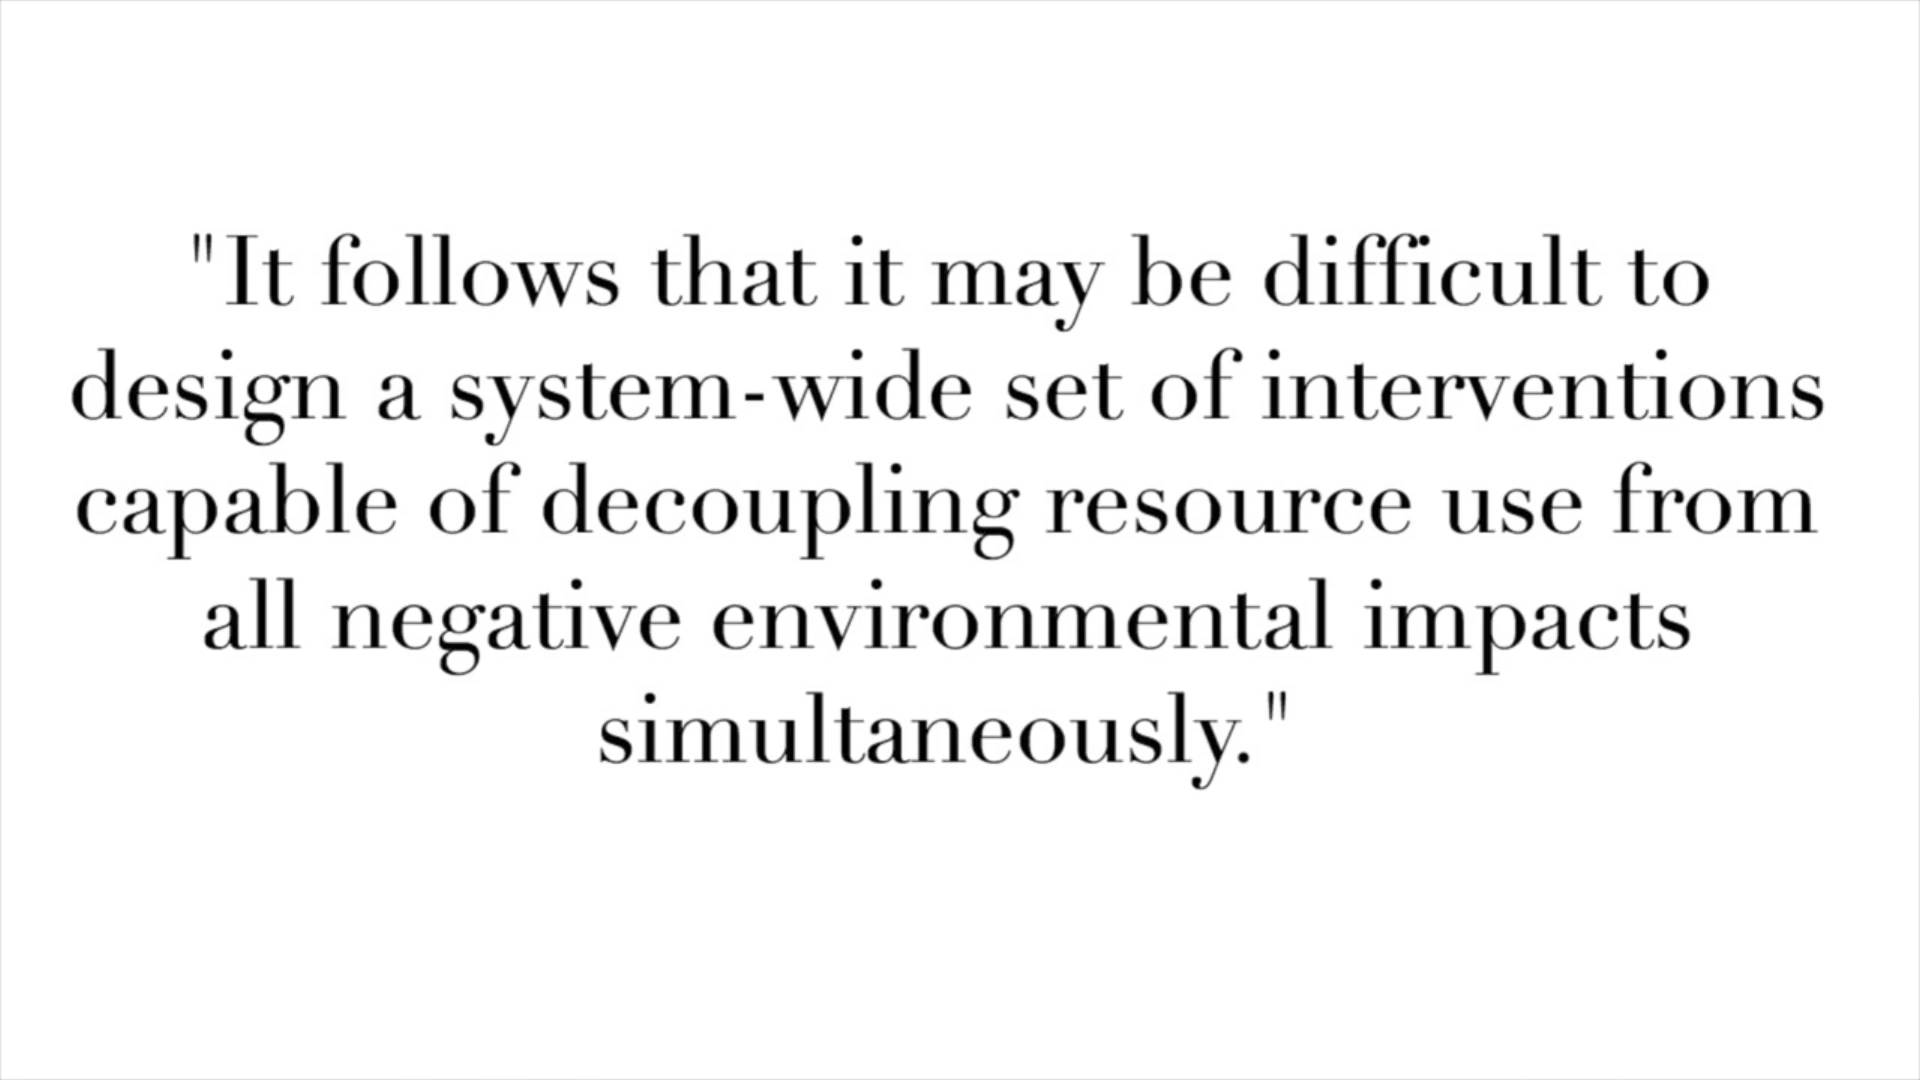 "It follows that it may be difficult to
design a system-wide set of interventions
capable of decoupling resource use from
all negative environmental impacts
simultaneously."